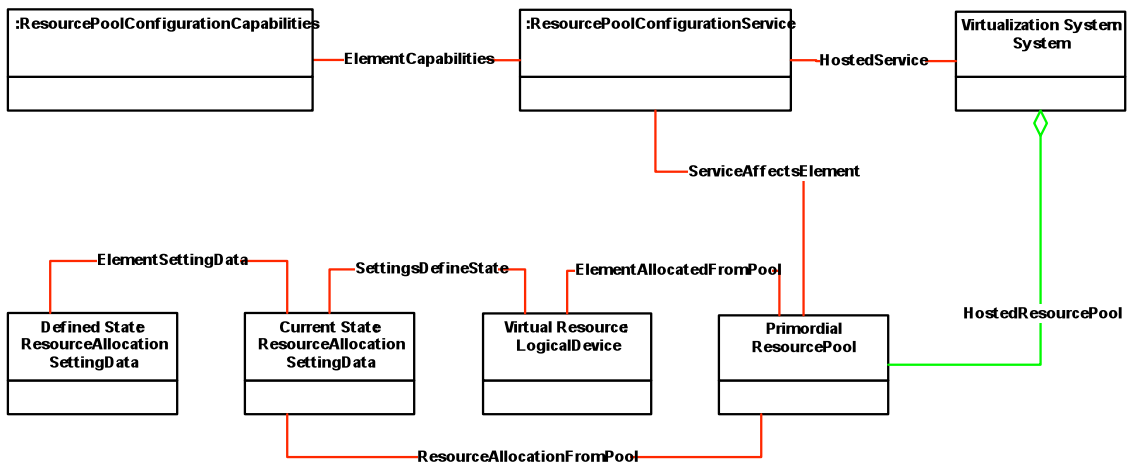 :ResourcePoolConfigurationCapabilities
:ResourcePoolConfigurationService
Virtualization System
System
ElementCapabilities
HostedService
ServiceAffectsElement
ElementSettingData
SettingsDefineState
ElementAllocatedFromPool
HostedResourcePool
Defined State
ResourceAllocation
SettingData
Current State
ResourceAllocation
SettingData
Virtual Resource
LogicalDevice
Primordial
ResourcePool
ResourceAllocationFromPool